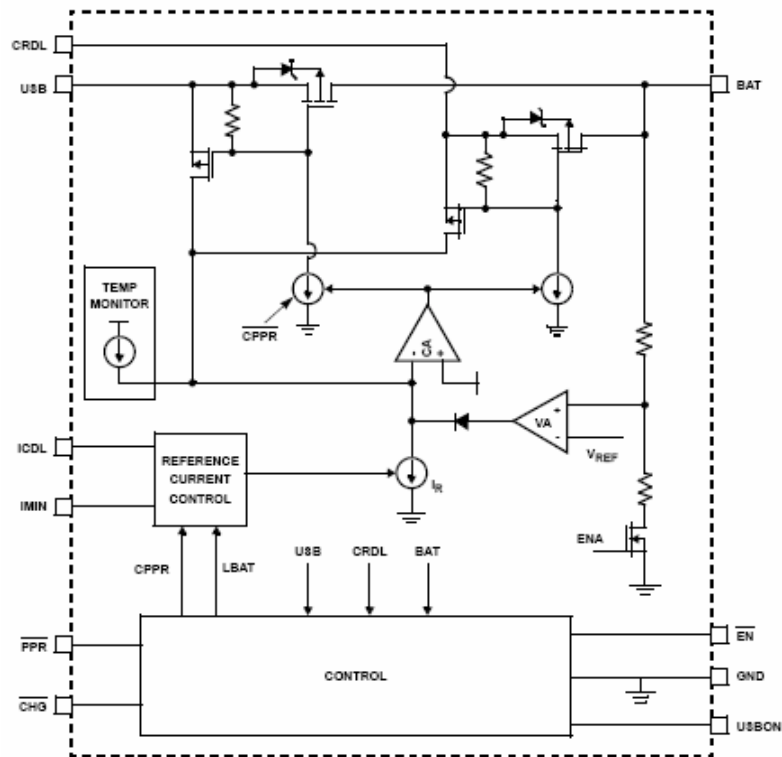 CRDL
USB
BAT
TEMP
MONITOR
CPPR
CA
- +
VA
+
-
VREF
ICDL
IMIN
REFERENCE
CURRENT
CONTROL
IR
ENA
CPPR
LBAT
USB
CRDL
BAT
PPR
CHG
CONTROL
EN
GND
USBON